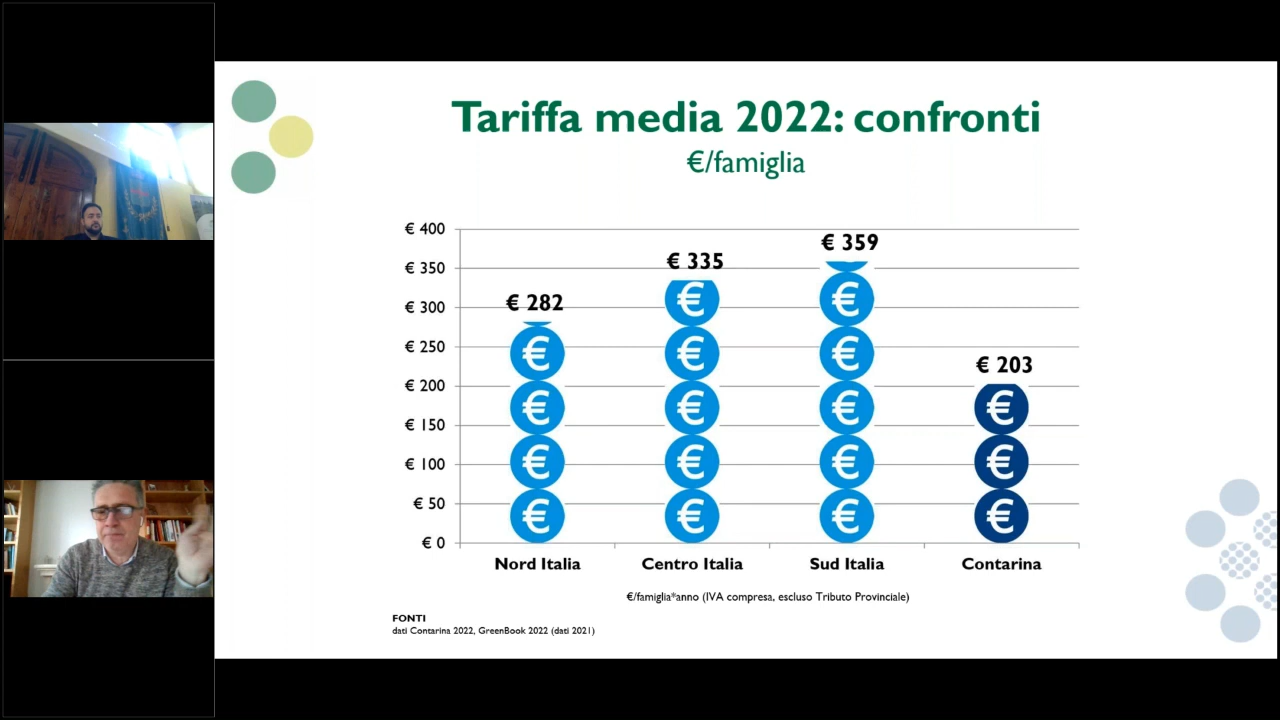 Tariffa media 2022: confronti
€/famiglia
€ 400
€ 350
€ 300
€ 250
€ 200
€ 150
€ 100
€ 50
€ 0
€ 282
€ 335
€ 359
€ 203
Nord Italia
Centro Italia
Sud Italia
Contarina
€/famiglia*anno (IVA compresa, escluso Tributo Provinciale)
FONTI
dati Contarina 2022, GreenBook 2022 (dati 2021)